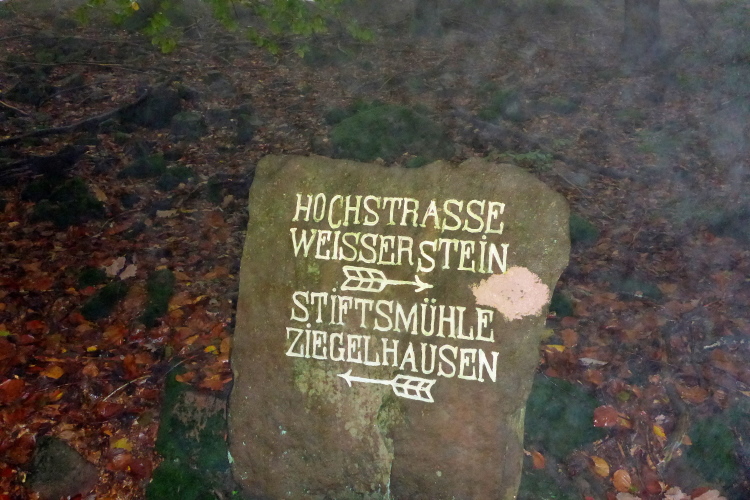 HOCHSTRASSE
WEISSER STEIN
STIFTSMÜHLE
ZIEGELHAUSEN